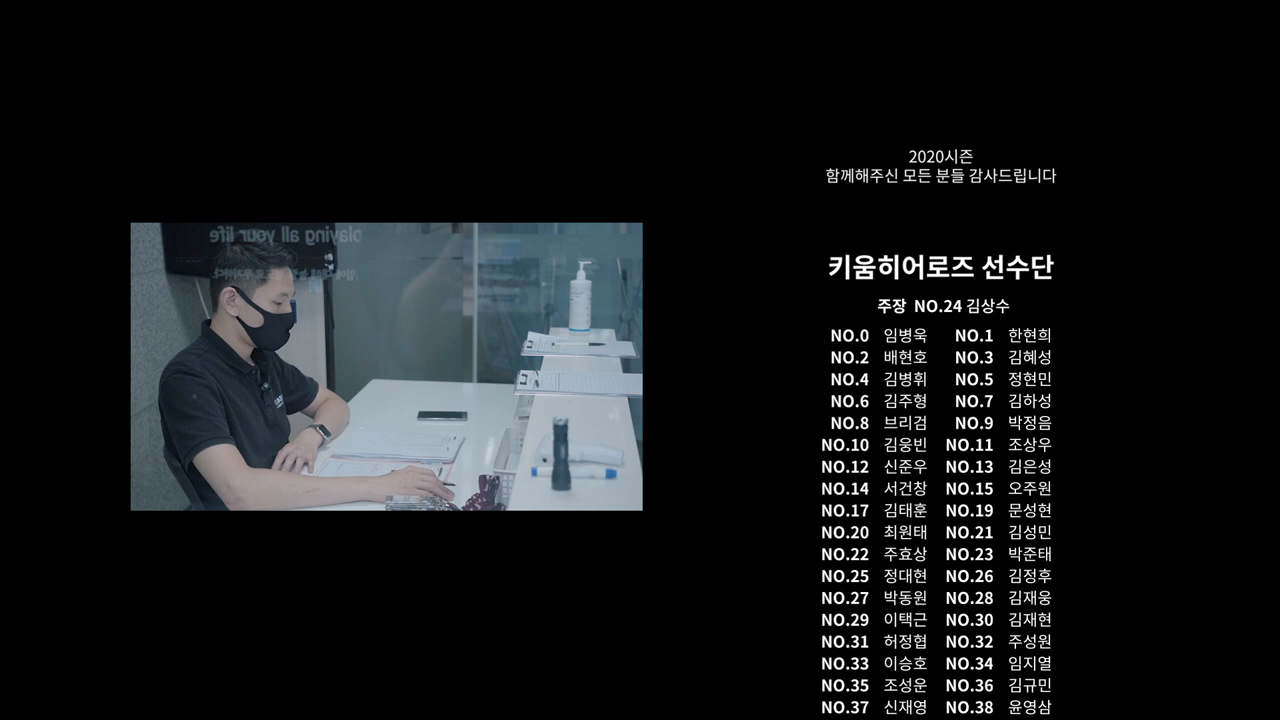 playing all your life
2020시즌
함께해주신 모든 분들 감사드립니다
키움히어로즈 선수단
주장 NO.24 김상수
NO.0 임병욱 NO.1 한현희
NO.2 배현호 NO.3 김혜성
NO.4 김병휘 NO.5 정현민
NO.6 김주형 NO.7 김하성
NO.8 브리검 NO.9 박정음
NO.10 김웅빈 NO.11 조상우
NO.12 신준우 NO.13 김은성
NO.14 서건창 NO.15 오주원
NO.17 김태훈 NO.19 문성현
NO.20 최원태 NO.21 김성민
NO.22 주효상 NO.23 박준태
NO.25 정대현 NO.26 김정후
NO.27 박동원 NO.28 김재웅
NO.29 이택근 NO.30 김재현
NO.31 허정협 NO.32 주성원
NO.33 이승호 NO.34 임지열
NO.35 조성운 NO.36 김규민
NO.37 신재영 NO.38 윤영삼